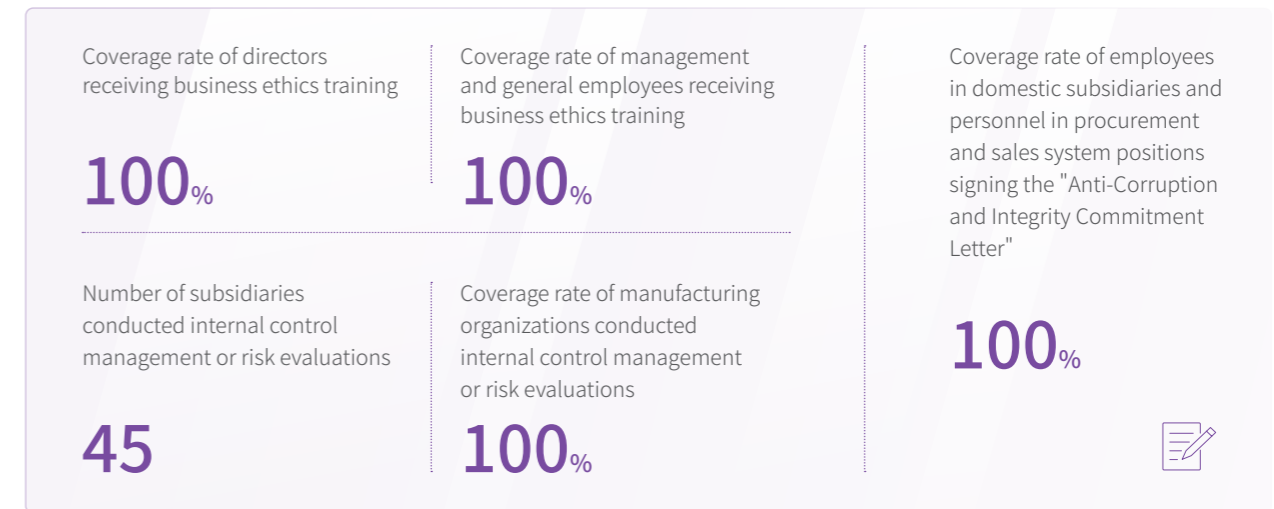 Coverage rate of directors
receiving business ethics training
100%
Coverage rate of management
and general employees receiving
business ethics training
100%
Number of subsidiaries
conducted internal control
management or risk evaluations
45
Coverage rate of manufacturing
organizations conducted
internal control management
or risk evaluations
100%
Coverage rate of employees
in domestic subsidiaries and
personnel in procurement
and sales system positions
signing the "Anti-Corruption
and Integrity Commitment
Letter"
100%